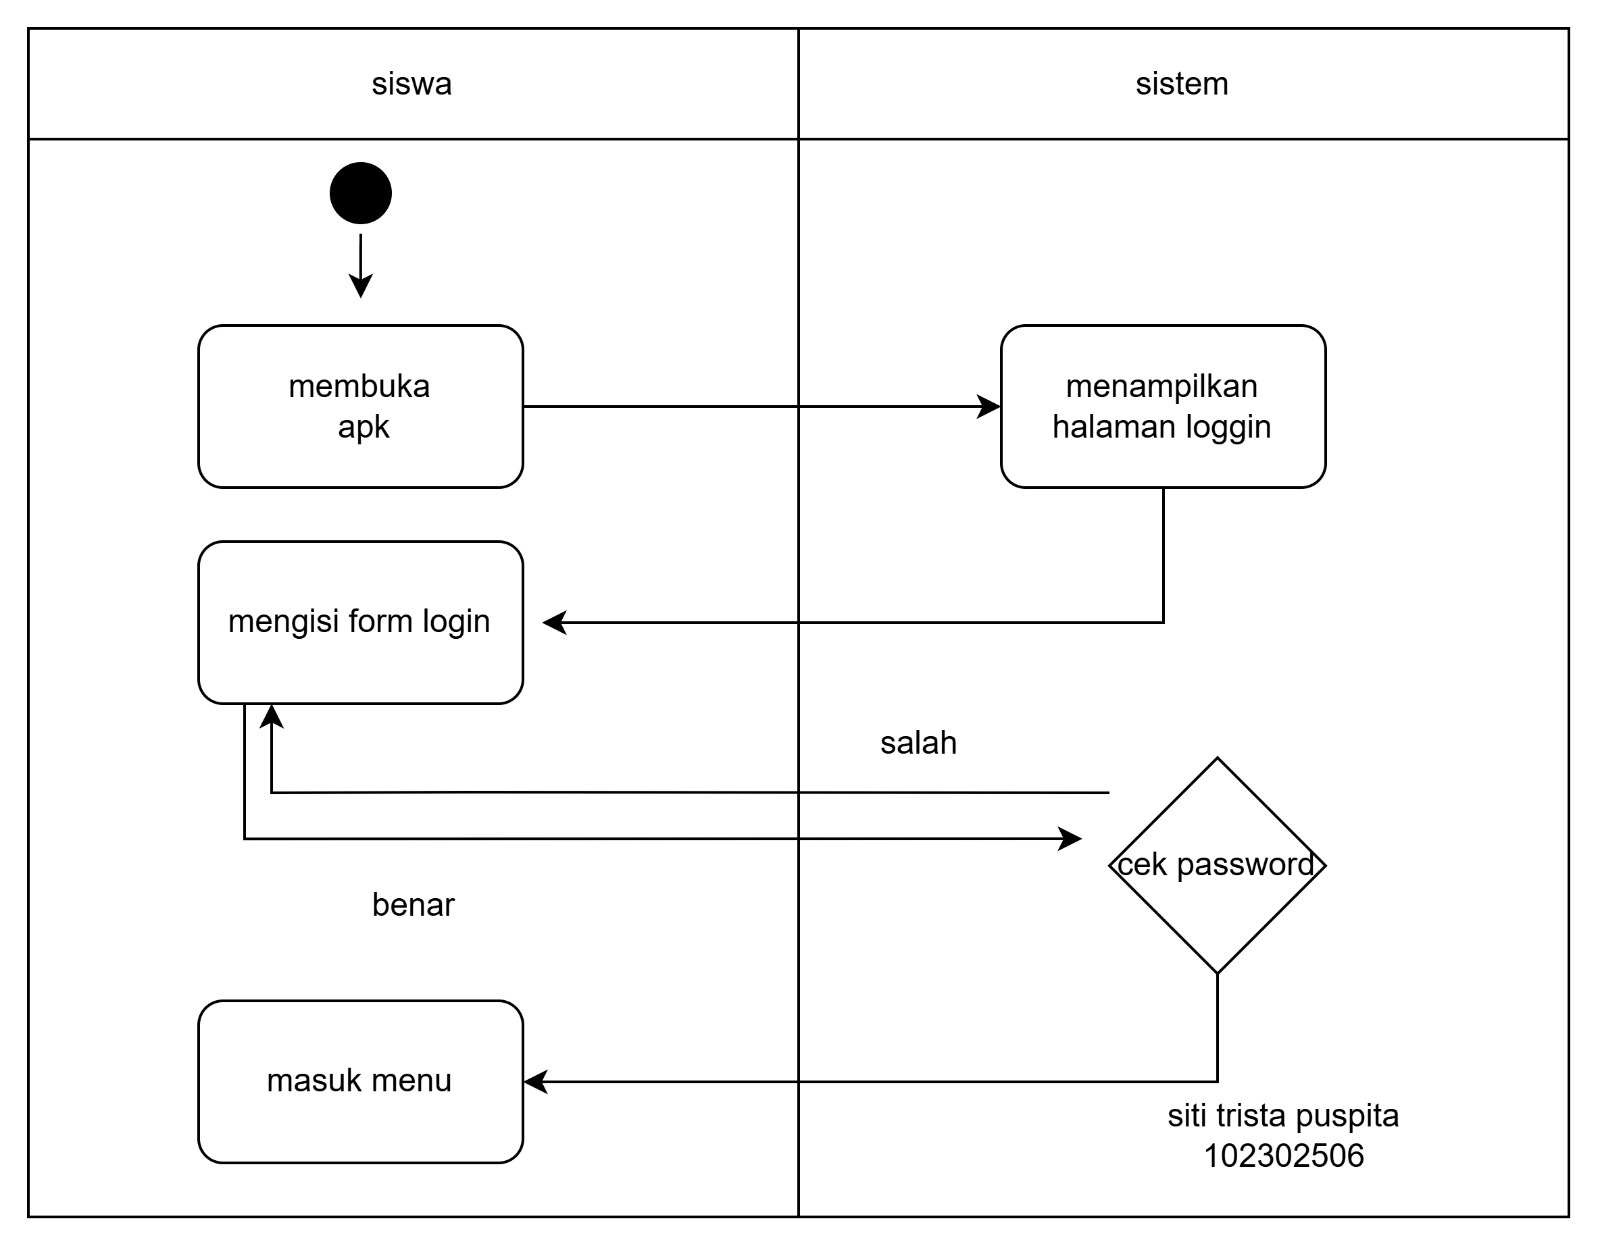 siswa
sistem
membuka
apk
menampilkan
halaman loggin
mengisi form login
salah
cek password
benar
masuk menu
siti trista puspita
102302506